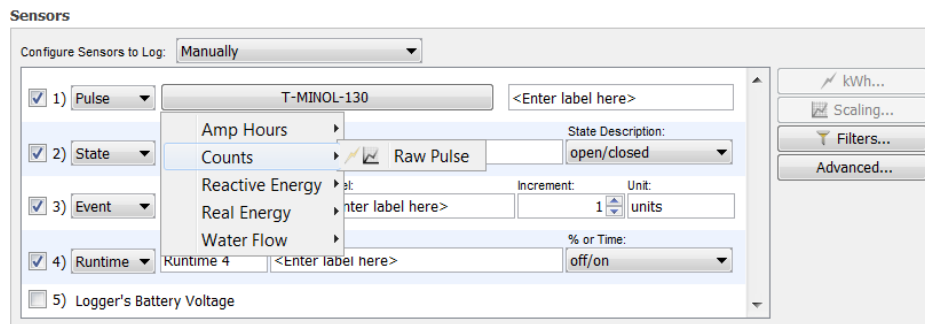 Sensors
Configure Sensors to Log: Manually
1) Pulse T-MINOL-130 <Enter label here>
kWh...
Scaling...
Filters...
Advanced...
Amp Hours
Counts
Raw Pulse
Reactive Energy
Real Energy
Water Flow
State Description:
2) State open/closed
Increment: Unit:
3) Event nter label here> 1 units
% or Time:
4) Runtime Runtime 4 <Enter label here> off/on
5) Logger's Battery Voltage